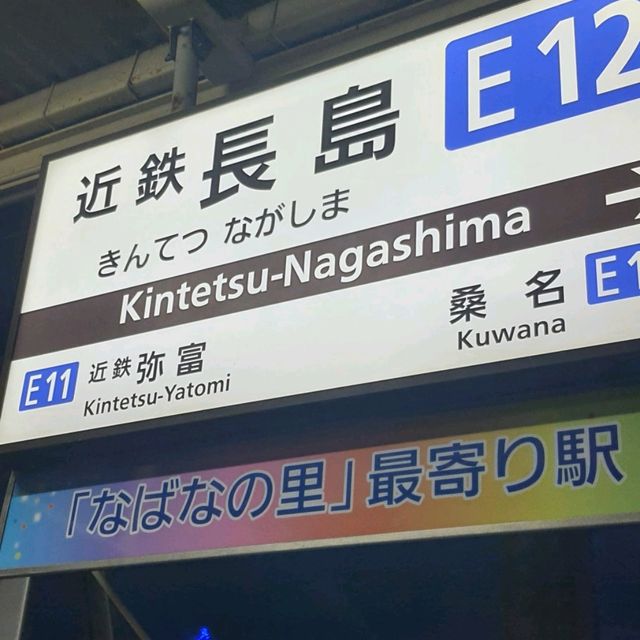 近鉄長島 E12
きんてつ ながしま
Kintetsu-Nagashima →
E11 近鉄弥富 桑名
Kintetsu-Yatomi Kuwana
「なばなの里」最寄り駅